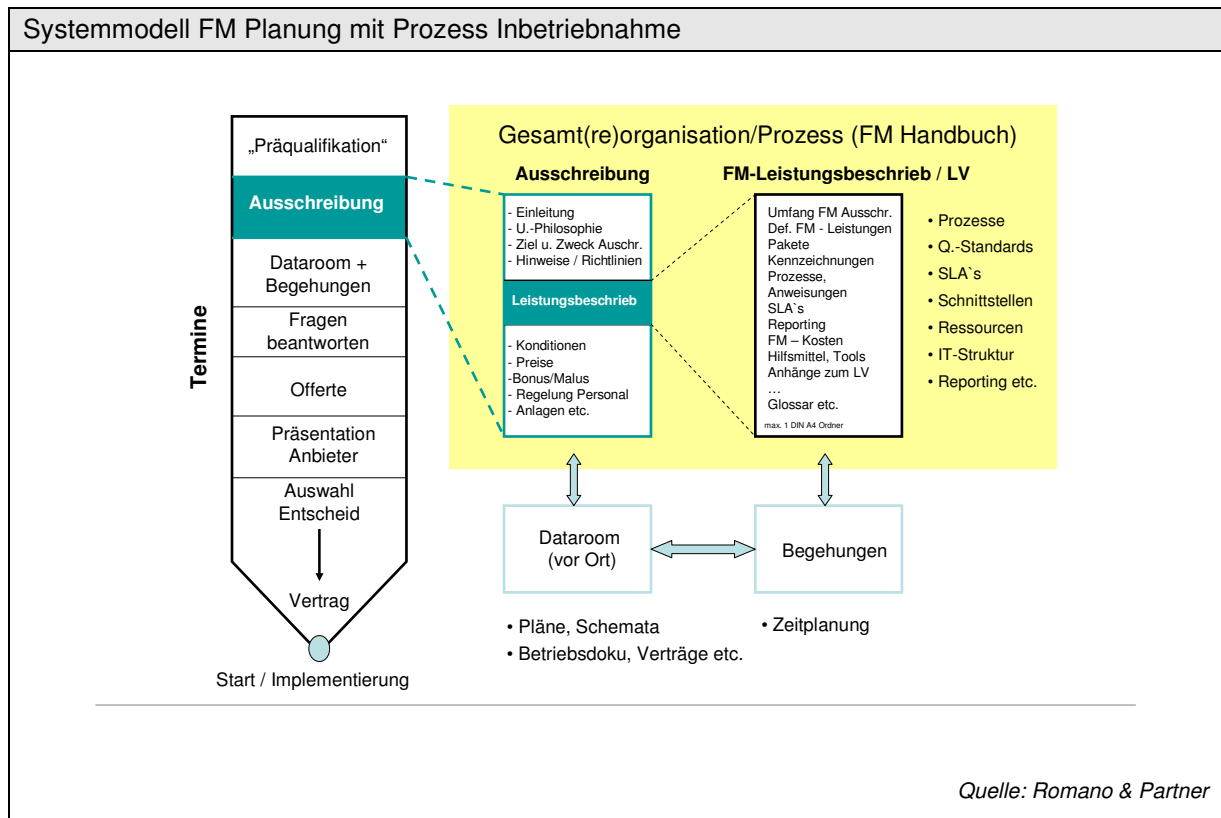 Systemmodell FM Planung mit Prozess Inbetriebnahme
Termine
„Präqualifikation“
Ausschreibung
Dataroom +
Begehungen
Fragen
beantworten
Offerte
Präsentation
Anbieter
Auswahl
Entscheid
Vertrag
Start / Implementierung
Gesamt(re)organisation/Prozess (FM Handbuch)
Ausschreibung
- Einleitung
- U.-Philosophie
- Ziel u. Zweck Auschr.
- Hinweise / Richtlinien
Leistungsbeschrieb
- Konditionen
- Preise
-Bonus/Malus
- Regelung Personal
- Anlagen etc.
FM-Leistungsbeschrieb / LV
Umfang FM Ausschr.
Def. FM - Leistungen
Pakete
Kennzeichnungen
Prozesse,
Anweisungen
SLA's
Reporting
FM – Kosten
Hilfsmittel, Tools
Anhänge zum LV
…
Glossar etc.
max. 1 DIN A4 Ordner
• Prozesse
• Q.-Standards
• SLA`s
• Schnittstellen
• Ressourcen
• IT-Struktur
• Reporting etc.
Dataroom
(vor Ort)
Begehungen
• Pläne, Schemata
• Betriebsdoku, Verträge etc.
• Zeitplanung
Quelle: Romano & Partner